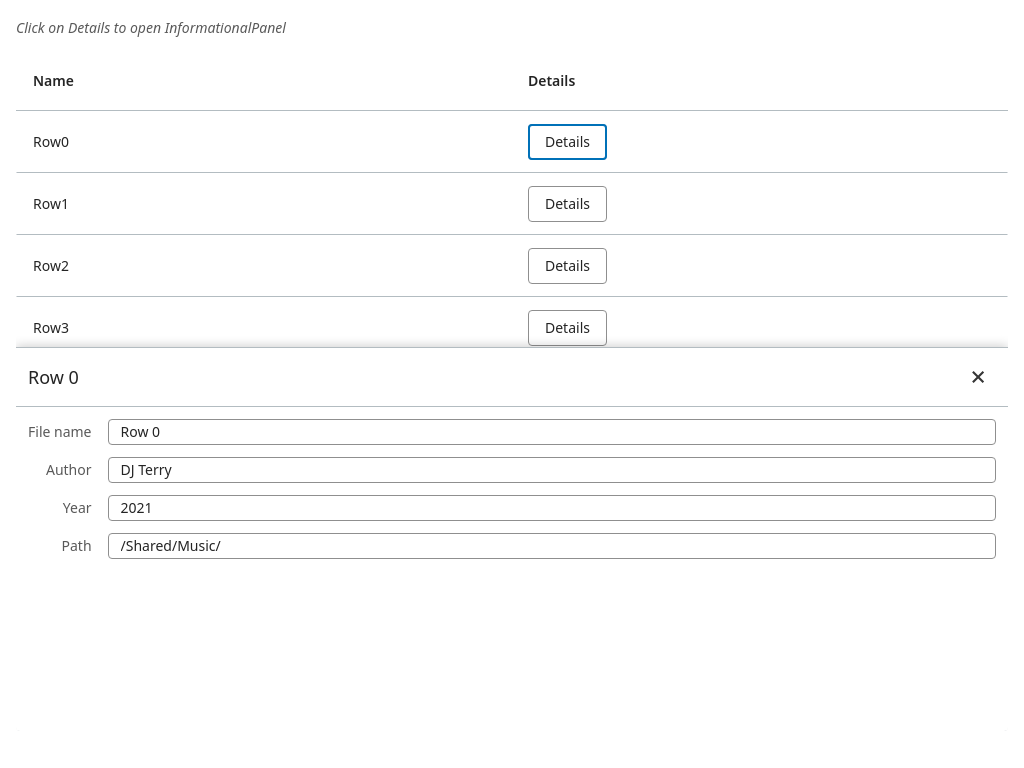 Click on Details to open InformationalPanel
Name Details
Row0 Details
Row1 Details
Row2 Details
Row3 Details
Row 0
File name Row 0
Author DJ Terry
Year 2021
Path /Shared/Music/